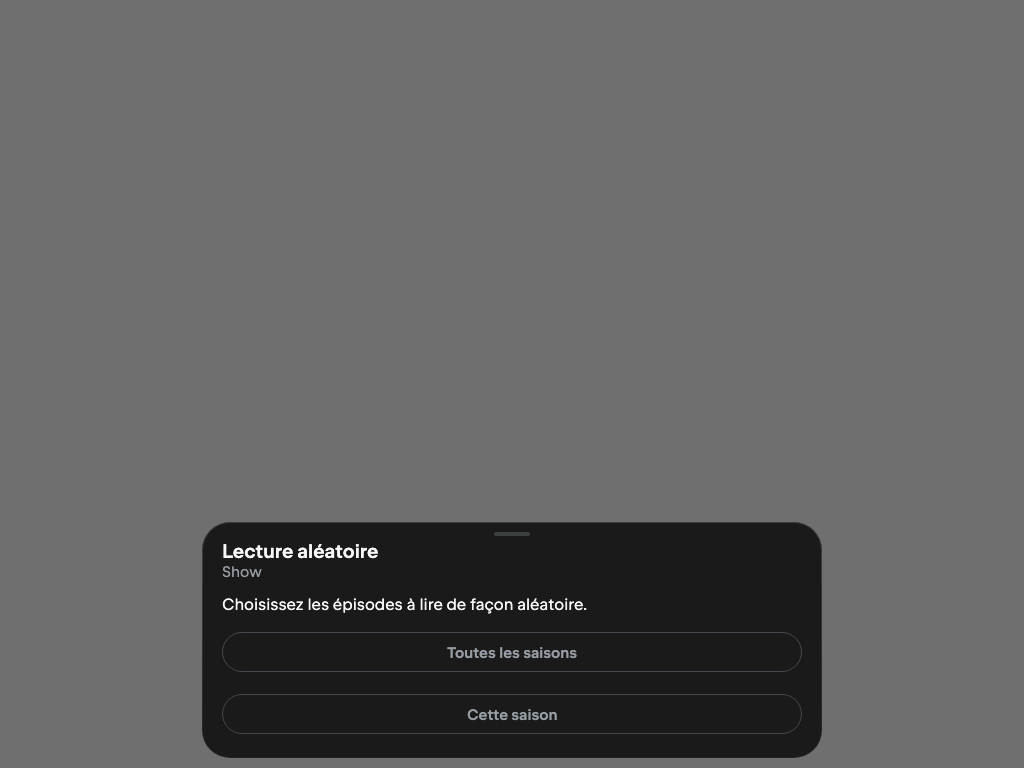 Lecture aléatoire
Show
Choisissez les épisodes à lire de façon aléatoire.
Toutes les saisons
Cette saison